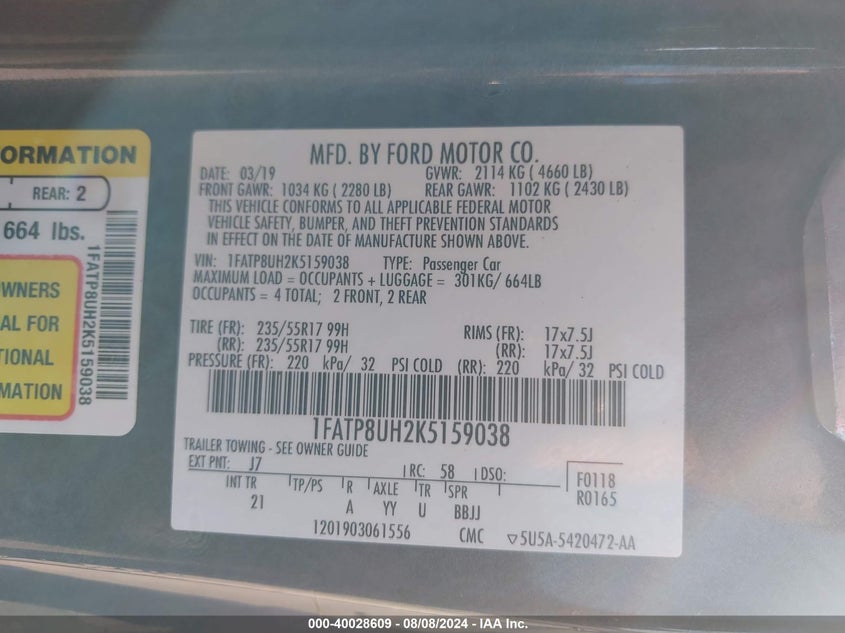 ORMATION
REAR: 2
664 lbs.
WNERS
AL FOR
TIONAL
MATION
1FATP8UH2K5159038
MFD. BY FORD MOTOR CO.
DATE: 03/19 GVWR: 2114 KG ( 4660 LB)
FRONT GAWR: 1034 KG ( 2280 LB) REAR GAWR: 1102 KG ( 2430 LB)
THIS VEHICLE CONFORMS TO ALL APPLICABLE FEDERAL MOTOR
VEHICLE SAFETY, BUMPER, AND THEFT PREVENTION STANDARDS
IN EFFECT ON THE DATE OF MANUFACTURE SHOWN ABOVE.
VIN: 1FATP8UH2K5159038 TYPE: Passenger Car
MAXIMUM LOAD = OCCUPANTS + LUGGAGE = 301KG/ 664LB
OCCUPANTS = 4 TOTAL; 2 FRONT, 2 REAR
TIRE (FR): 235/55R17 99H RIMS (FR): 17x7.5J
(RR): 235/55R17 99H (RR): 17x7.5J
PRESSURE (FR): 220 kPa/ 32 PSI COLD (RR): 220 kPa/ 32 PSI COLD
1FATP8UH2K5159038
TRAILER TOWING - SEE OWNER GUIDE
EXT PNT: J7 RC: 58 DSO: F0118
INT TR TP/PS R AXLE TR SPR R0165
21 A YY U BBJJ
1201903061556 CMC ▽5U5A-5420472-AA
000-40028609 - 08/08/2024 - IAA Inc.